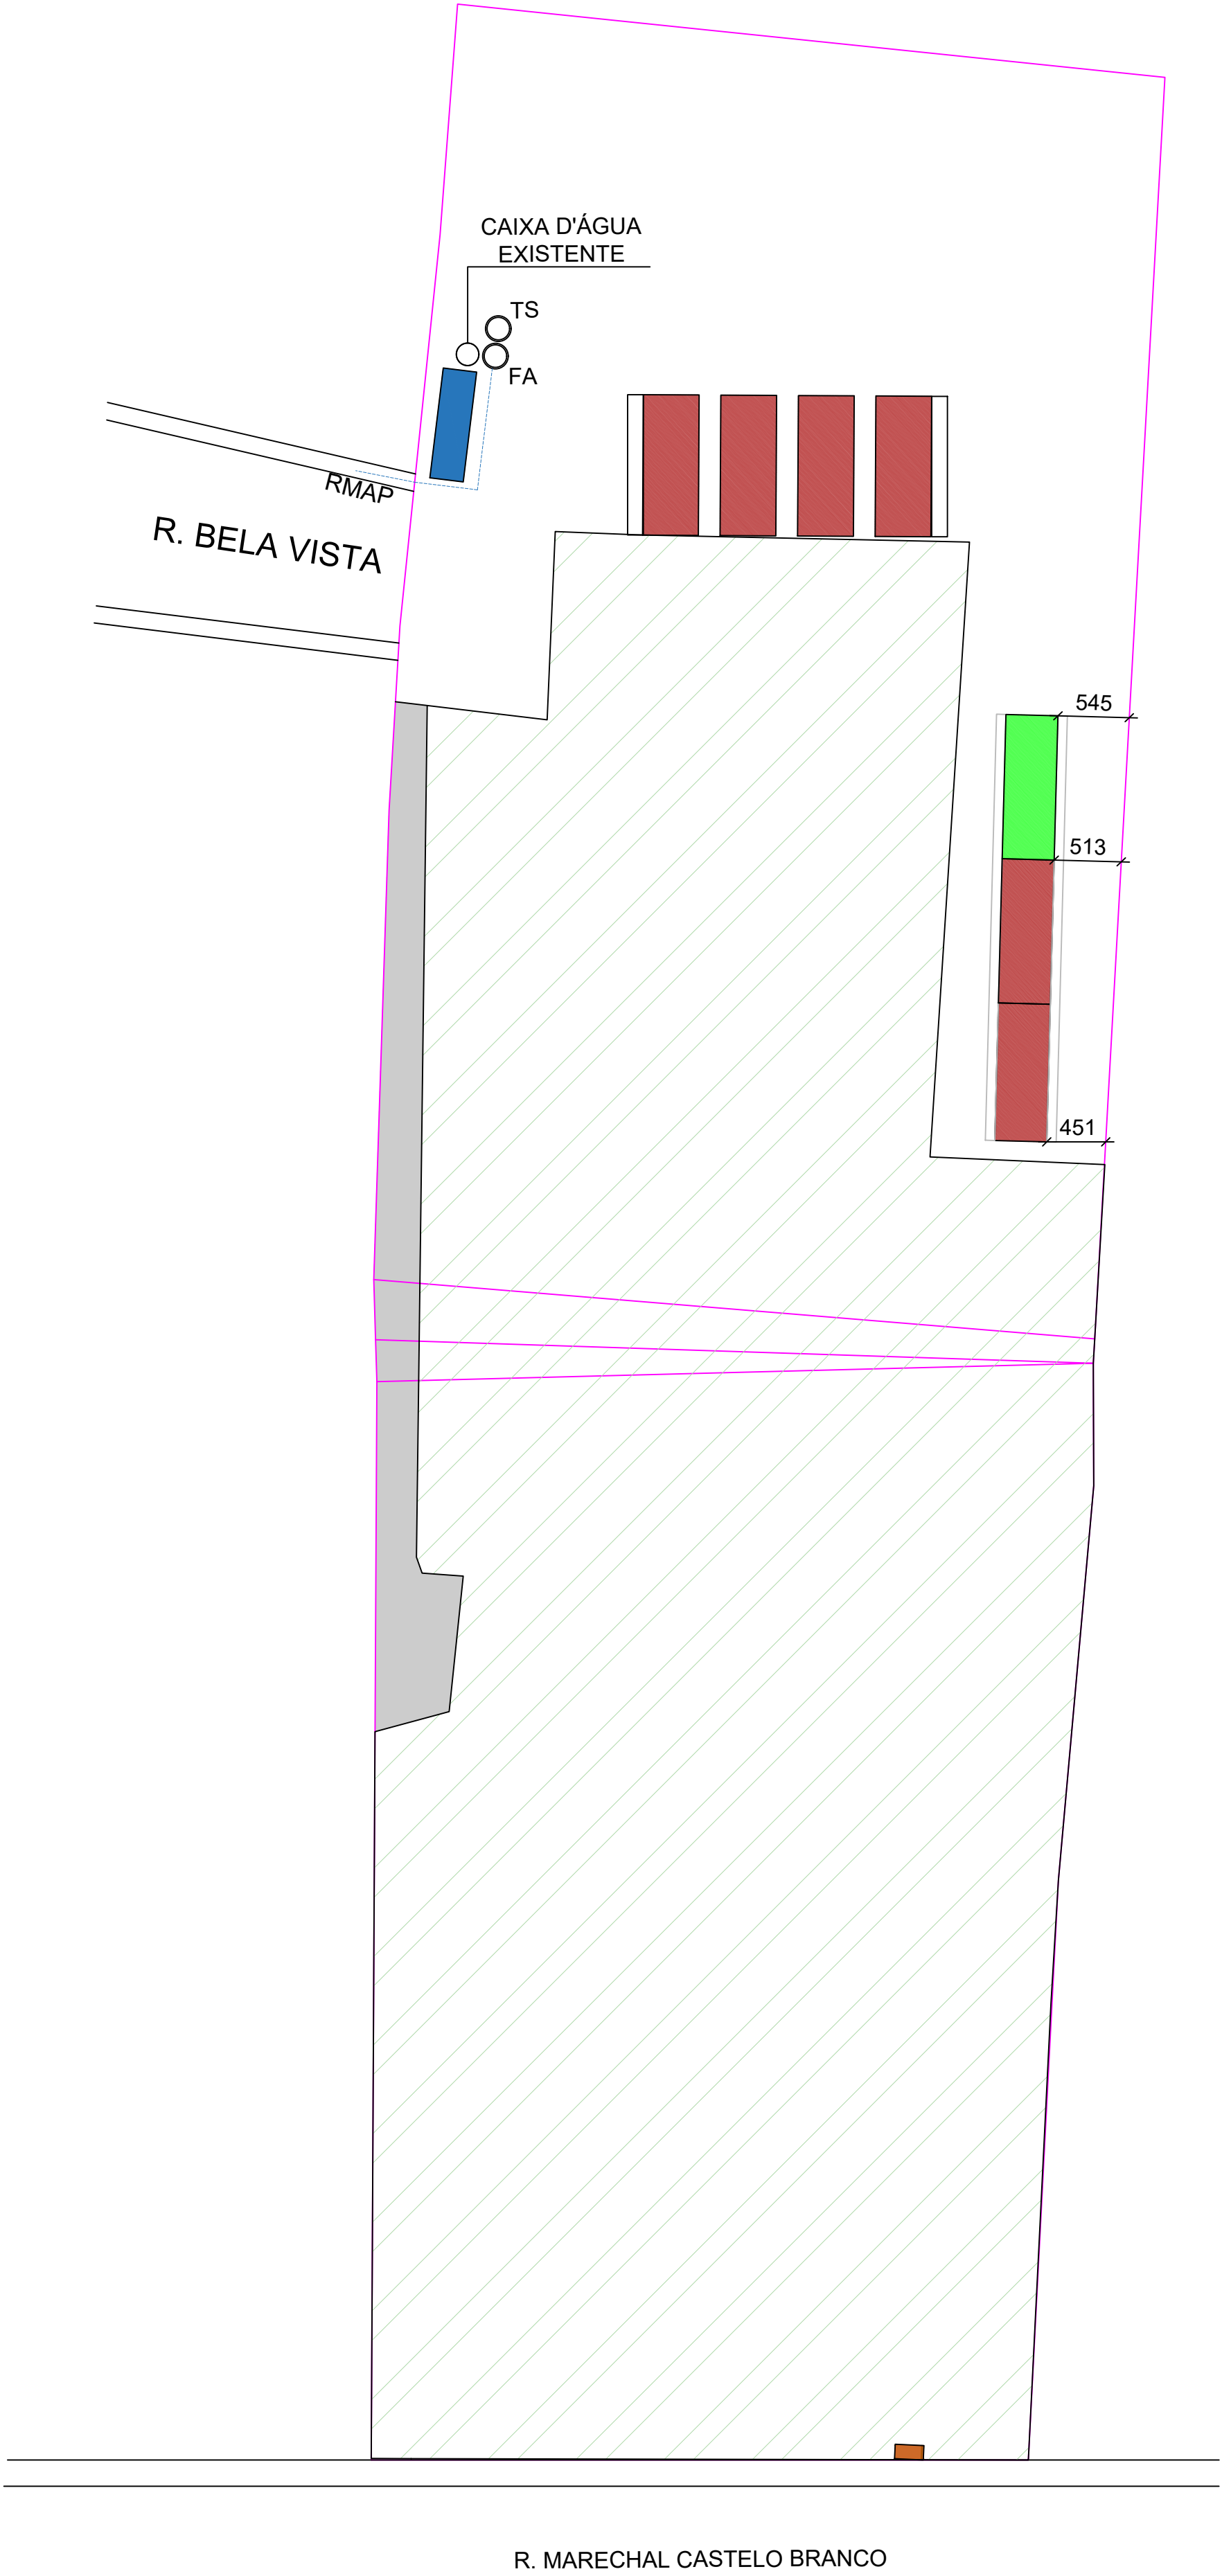 CAIXA D'ÁGUA
EXISTENTE
TS
FA
RMAP
R. BELA VISTA
545
513
451
R. MARECHAL CASTELO BRANCO